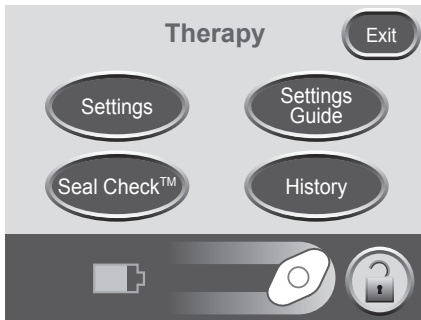 Therapy
Exit
Settings
Settings
Guide
Seal Check™
History